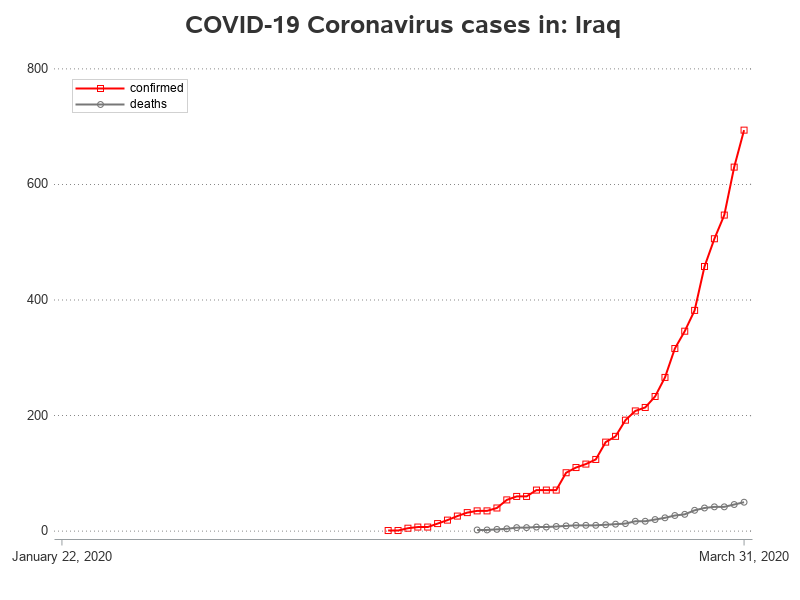 COVID-19 Coronavirus cases in: Iraq
800
confirmed
deaths
600
400
200
0
January 22, 2020
March 31, 2020